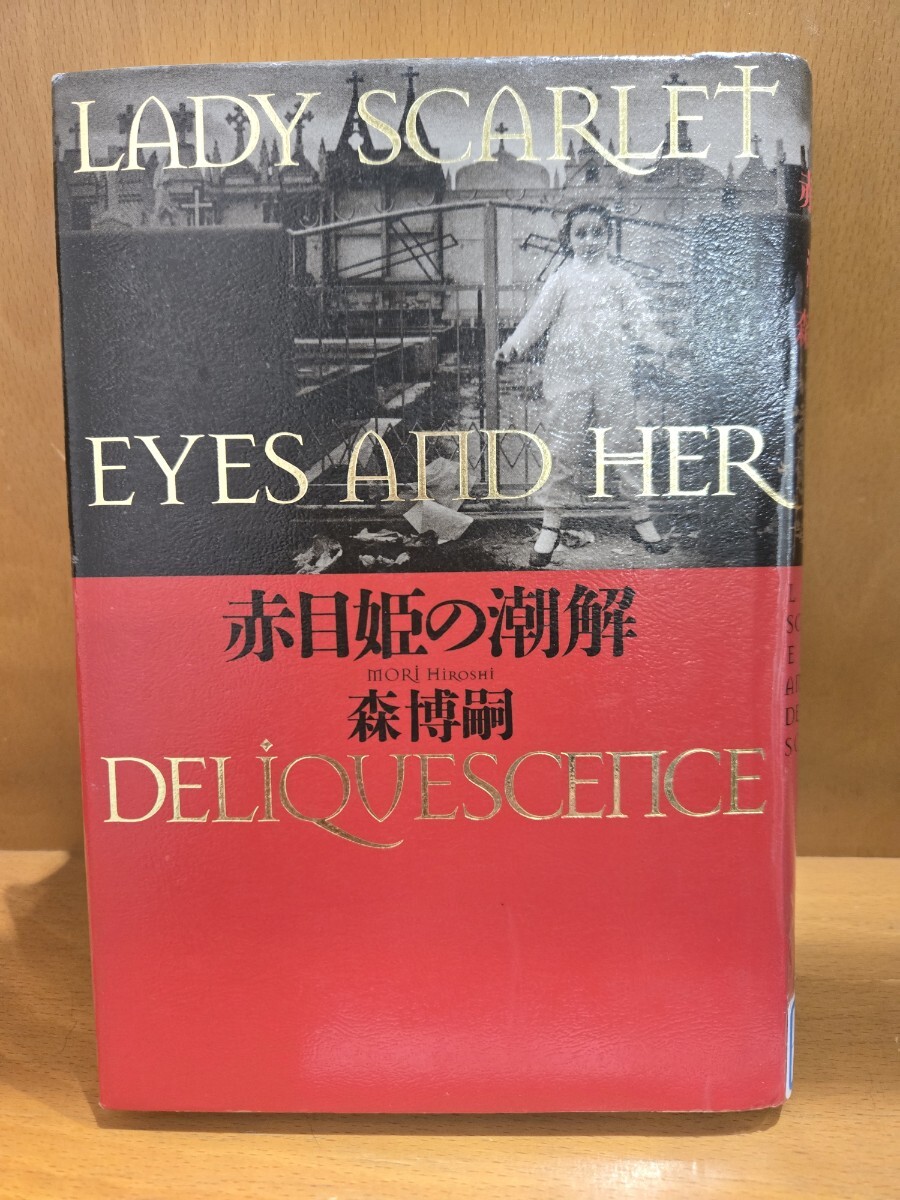 LADY SCARLET
EYES AND HER
赤目姫の潮解
MORI HIROSHI
森博嗣
DELIQUESCENCE